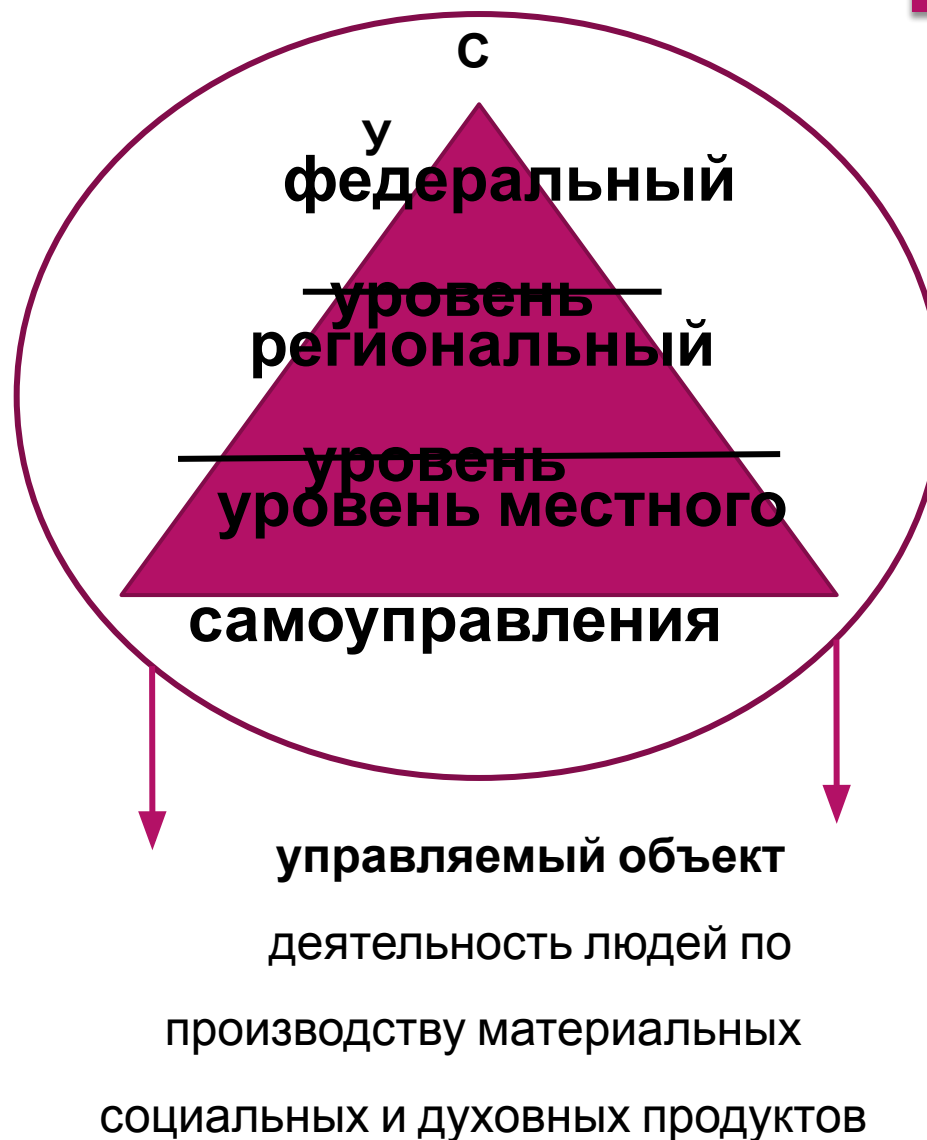 С
У
федеральный
уровень
региональный
уровень
уровень местного
самоуправления
управляемый объект
деятельность людей по
производству материальных
социальных и духовных продуктов